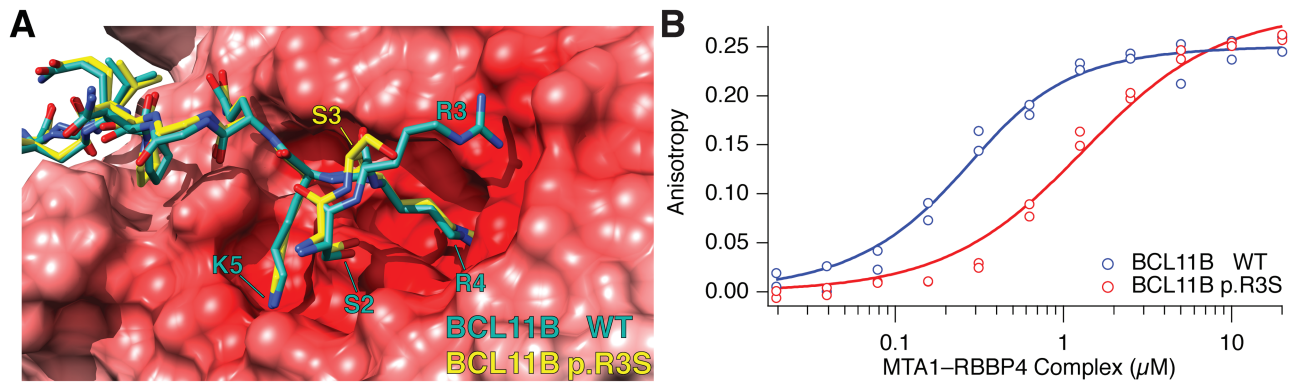 A
S3
R3
K5
S2
R4
BCL11B WT
BCL11B p.R3S
B
Anisotropy
0.25
0.20
0.15
0.10
0.05
0.00
BCL11B WT
BCL11B p.R3S
0.1
1
10
MTA1–RBBP4 Complex (µM)